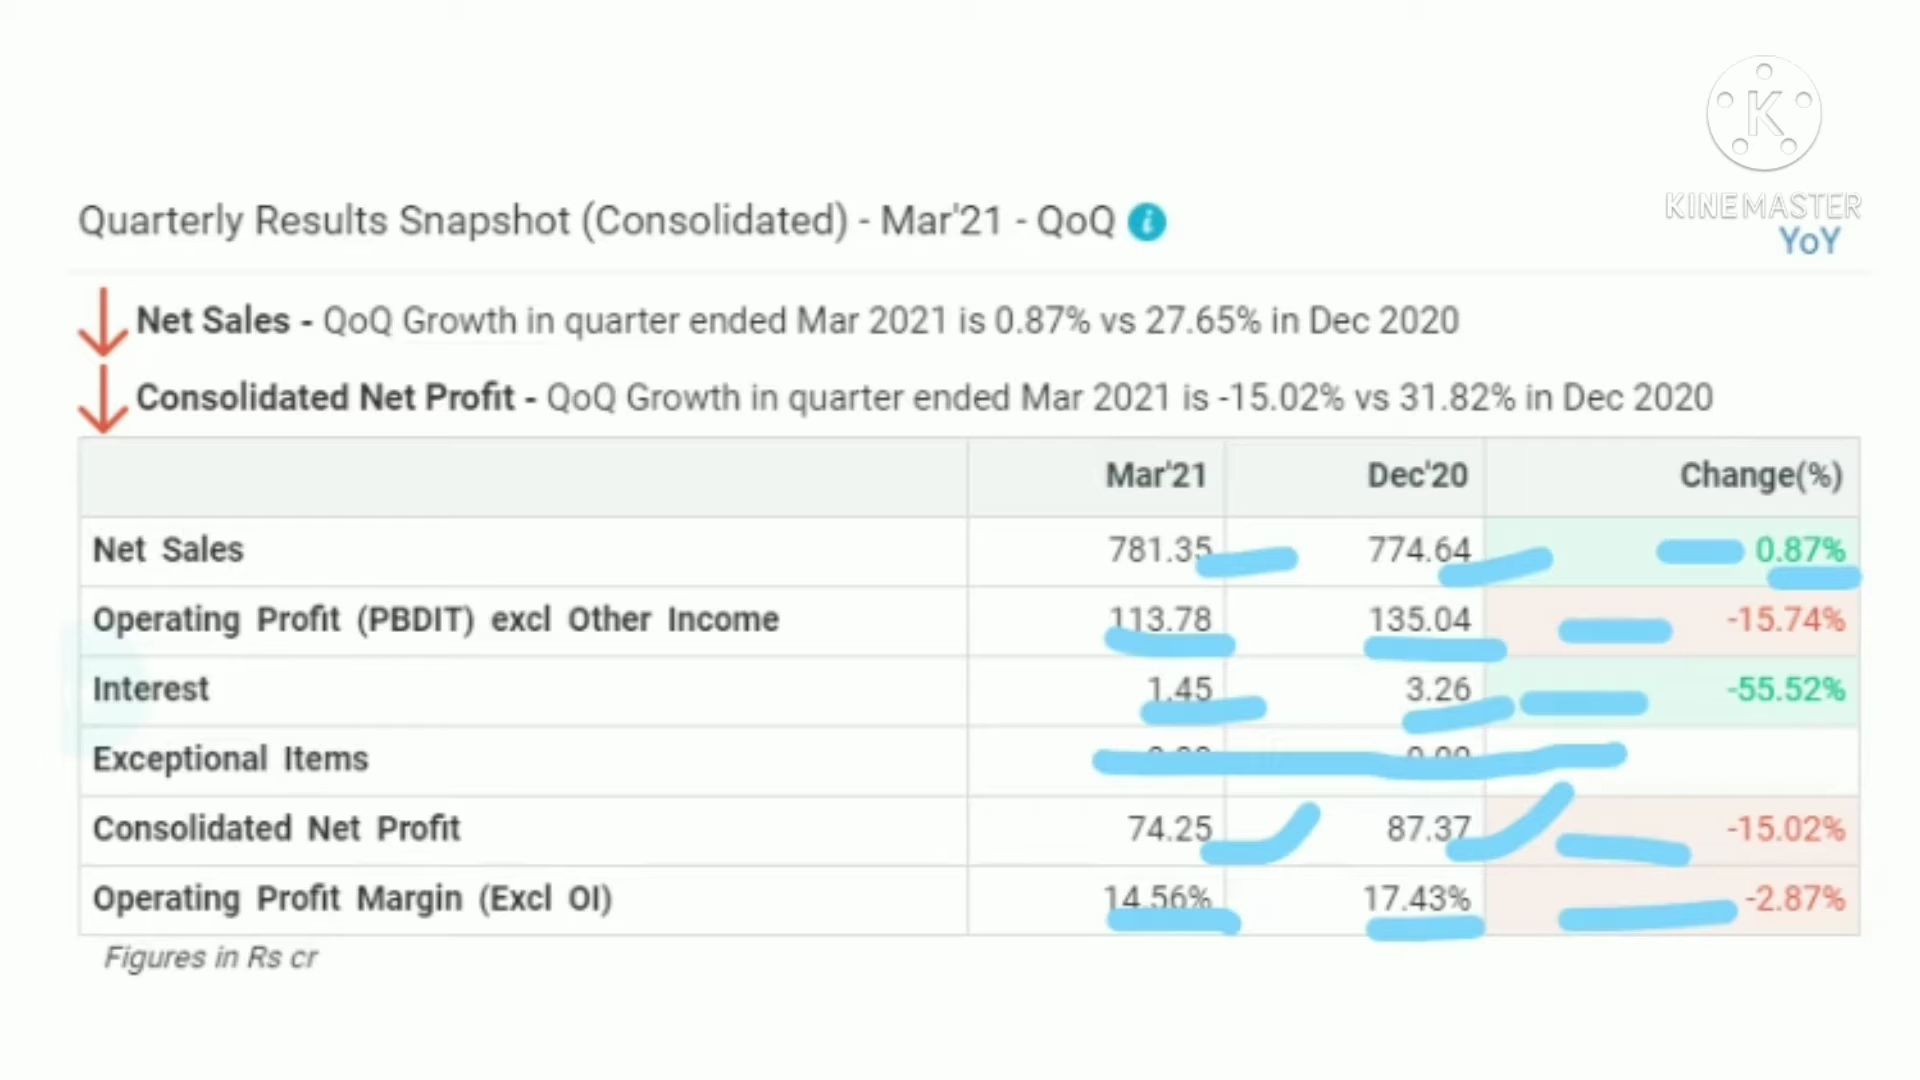 K
KINEMASTER
Quarterly Results Snapshot (Consolidated) - Mar'21 - QoQ i
YoY
Net Sales - QoQ Growth in quarter ended Mar 2021 is 0.87% vs 27.65% in Dec 2020
Consolidated Net Profit - QoQ Growth in quarter ended Mar 2021 is -15.02% vs 31.82% in Dec 2020
Mar'21 Dec'20 Change(%)
Net Sales 781.35 774.64 0.87%
Operating Profit (PBDIT) excl Other Income 113.78 135.04 -15.74%
Interest 1.45 3.26 -55.52%
Exceptional Items
Consolidated Net Profit 74.25 87.37 -15.02%
Operating Profit Margin (Excl OI) 14.56% 17.43% -2.87%
Figures in Rs cr